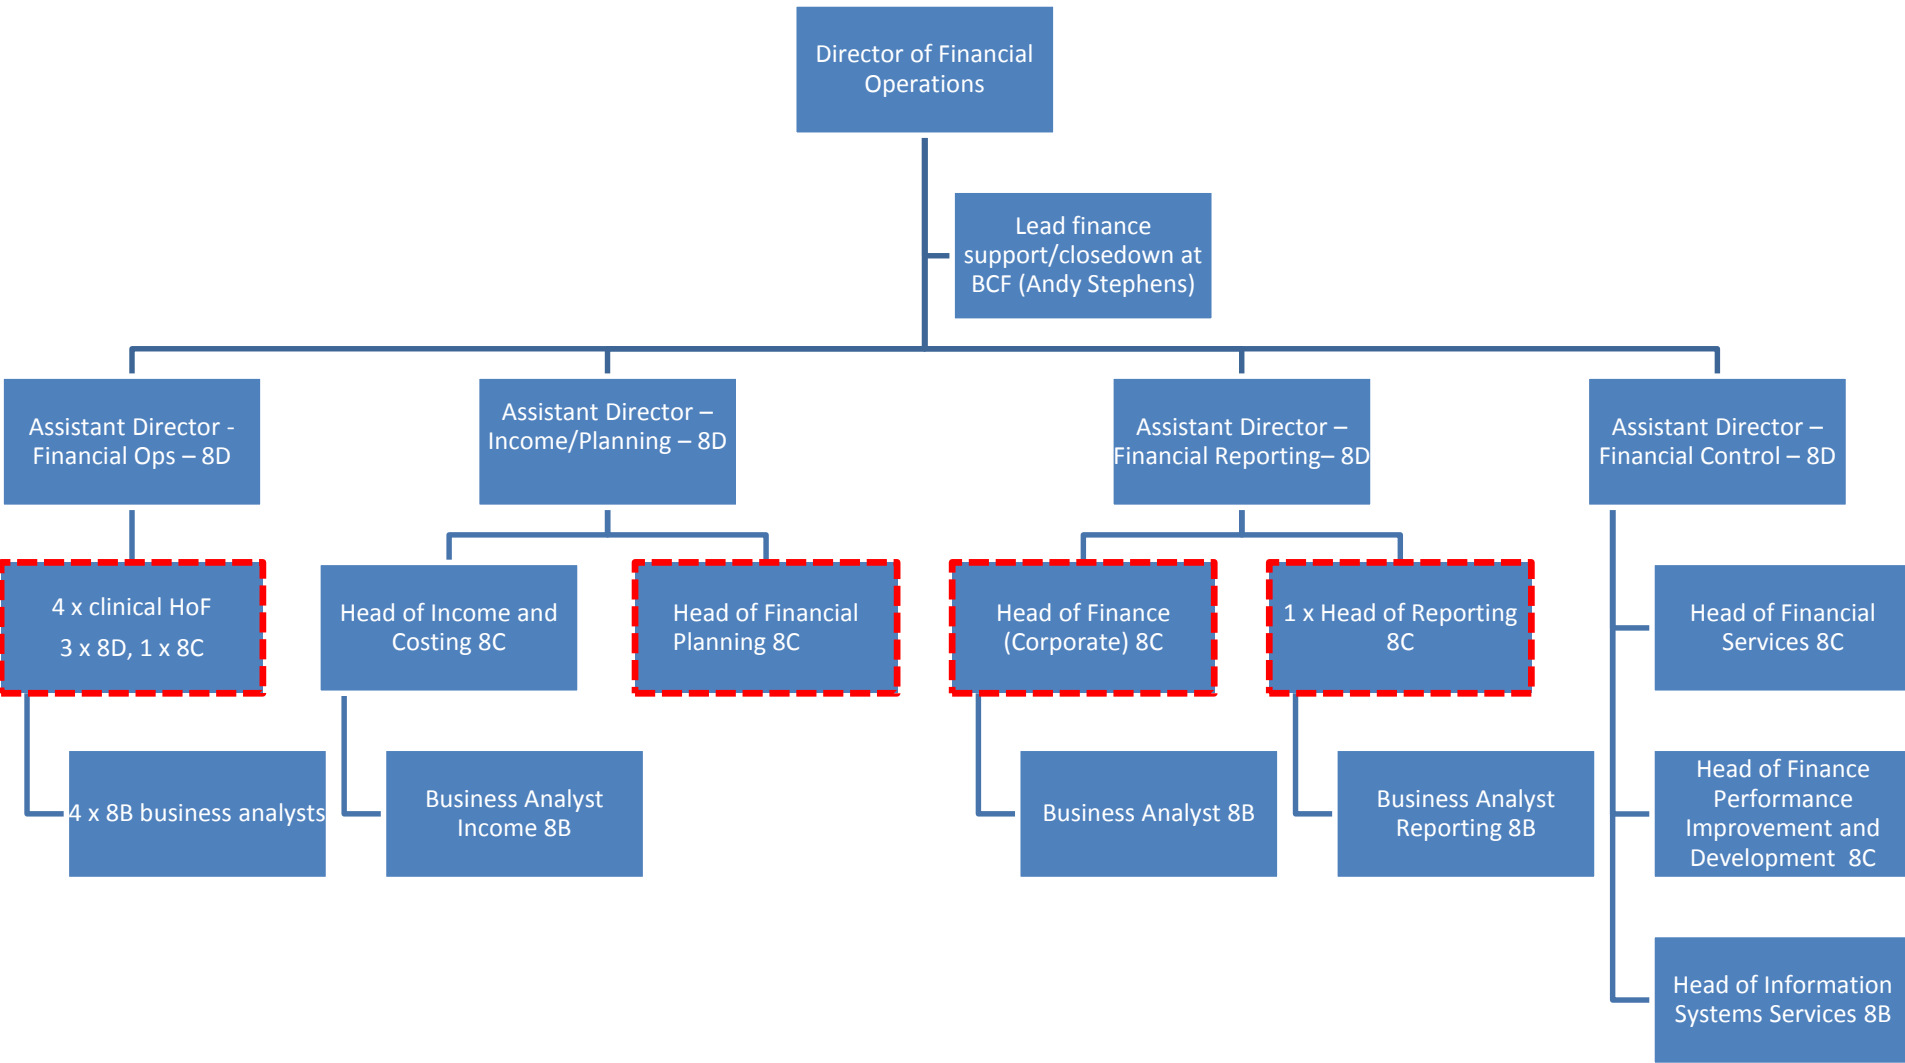 Director of Financial
Operations
Lead finance
support/closedown at
BCF (Andy Stephens)
Assistant Director -
Financial Ops – 8D
Assistant Director –
Income/Planning – 8D
Assistant Director –
Financial Reporting– 8D
Assistant Director –
Financial Control – 8D
4 x clinical HoF
3 x 8D, 1 x 8C
Head of Income and
Costing 8C
Head of Financial
Planning 8C
Head of Finance
(Corporate) 8C
1 x Head of Reporting
8C
Head of Financial
Services 8C
4 x 8B business analysts
Business Analyst
Income 8B
Business Analyst 8B
Business Analyst
Reporting 8B
Head of Finance
Performance
Improvement and
Development  8C
Head of Information
Systems Services 8B